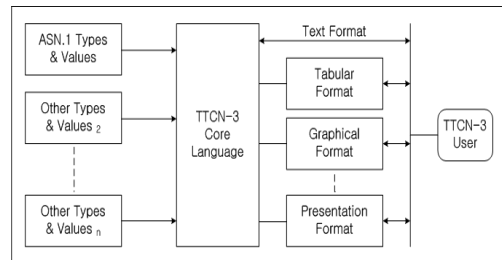 ASN.1 Types
& Values
Other Types
& Values 2
Other Types
& Values n
TTCN-3
Core
Language
Text Format
Tabular
Format
Graphical
Format
Presentation
Format
TTCN-3
User